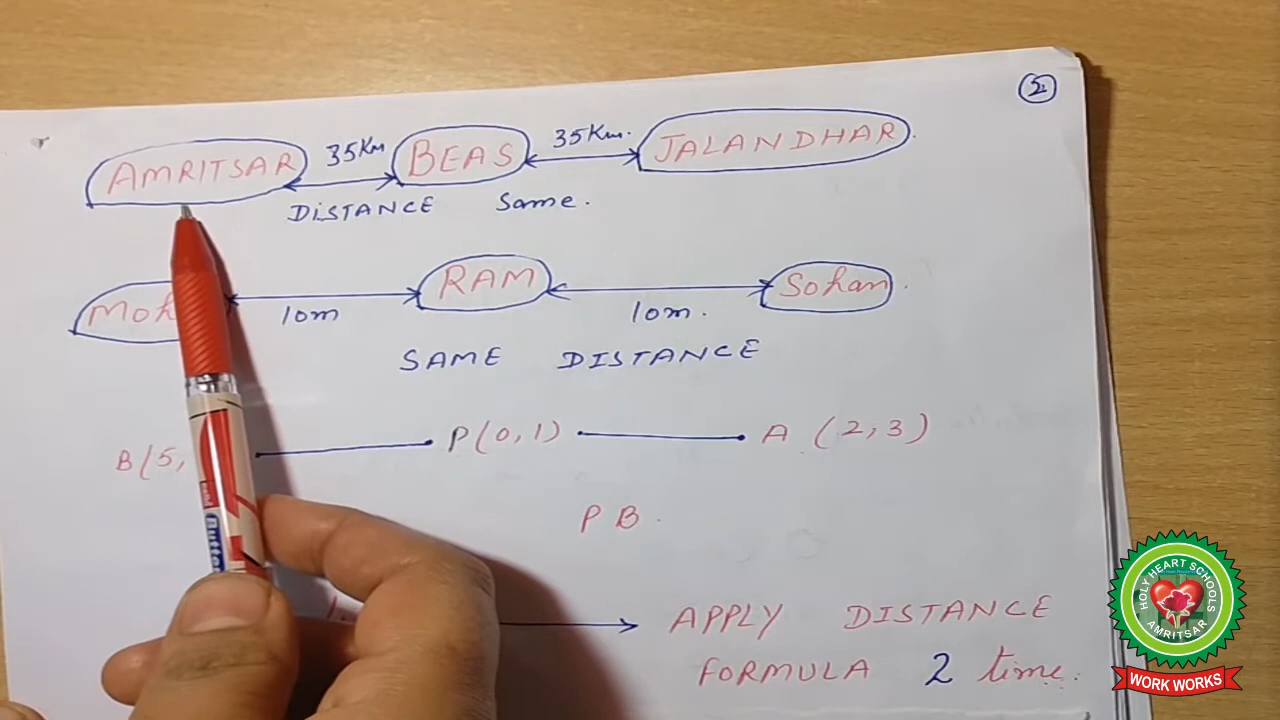 2
AMRITSAR 35Km BEAS 35Km. JALANDHAR.
DISTANCE Same.
RAM Sohan.
10m 10m.
SAME DISTANCE
B(5, P(0,1) A (2,3)
PB.
APPLY DISTANCE
FORMULA 2 time.
HOLY HEART SCHOOLS
AMRITSAR
WORK WORKS